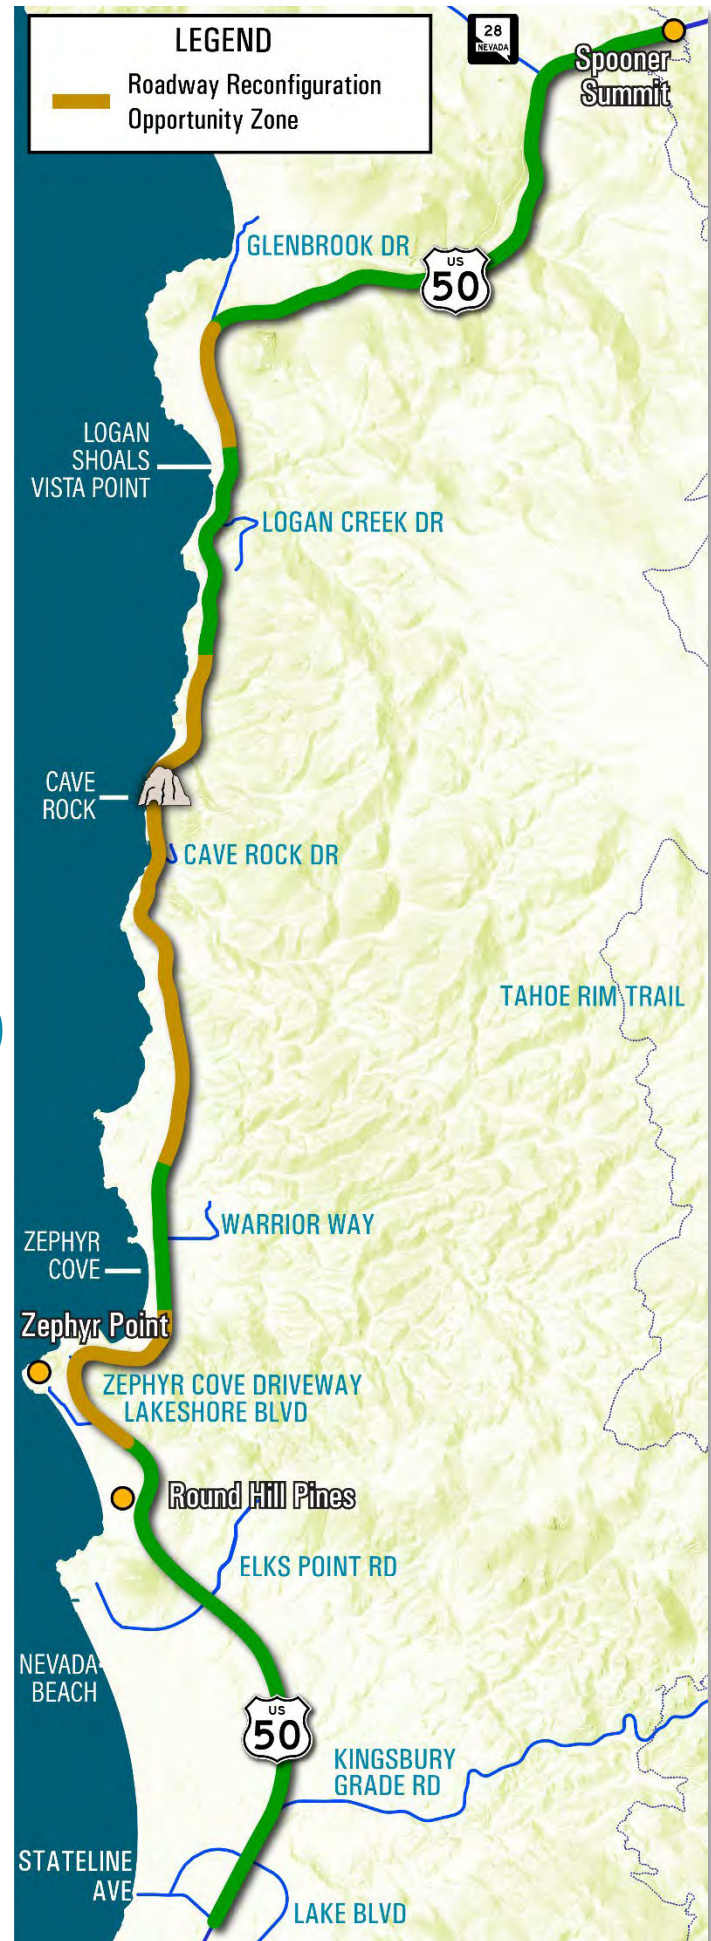 LEGEND
Roadway Reconfiguration
Opportunity Zone
28
NEVADA
Spooner
Summit
GLENBROOK DR
US
50
LOGAN
SHOALS
VISTA POINT
LOGAN CREEK DR
CAVE
ROCK
CAVE ROCK DR
TAHOE RIM TRAIL
WARRIOR WAY
ZEPHYR
COVE
Zephyr Point
ZEPHYR COVE DRIVEWAY
LAKESHORE BLVD
Round Hill Pines
ELKS POINT RD
NEVADA
BEACH
US
50
KINGSBURY
GRADE RD
STATELINE
AVE
LAKE BLVD